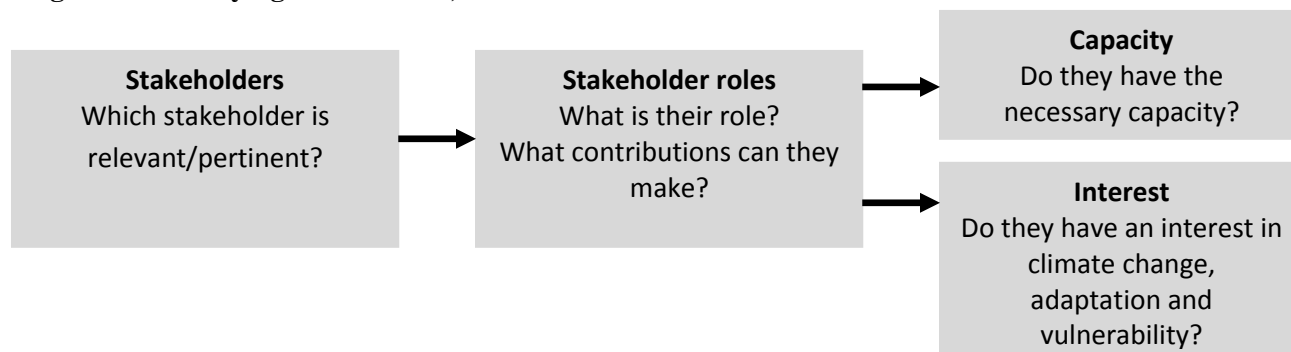 Stakeholders
Which stakeholder is
relevant/pertinent?
Stakeholder roles
What is their role?
What contributions can they
make?
Capacity
Do they have the
necessary capacity?
Interest
Do they have an interest in
climate change,
adaptation and
vulnerability?